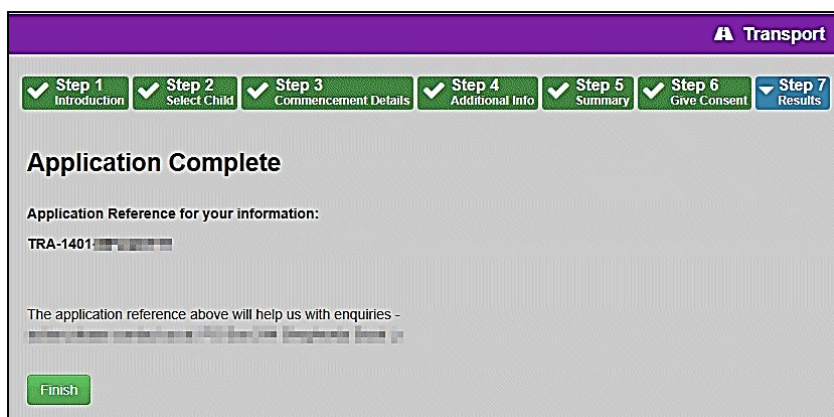 Transport
Step 1
Introduction
Step 2
Select Child
Step 3
Commencement Details
Step 4
Additional Info
Step 5
Summary
Step 6
Give Consent
Step 7
Results
Application Complete
Application Reference for your information:
TRA-1401-
The application reference above will help us with enquiries -
Finish